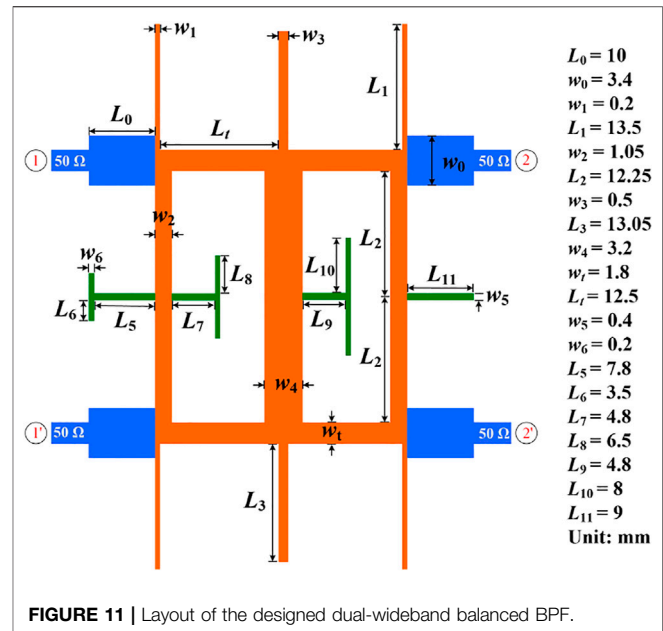 w₁
w₃
L₁
L₀
Lₜ
1
50 Ω
w₀
50 Ω
2
w₂
L₂
w₆
L₈
L₁₀
L₁₁
w₅
L₆
L₅
L₇
L₉
w₄
L₂
1'
50 Ω
wₜ
50 Ω
2'
L₃
L₀ = 10
w₀ = 3.4
w₁ = 0.2
L₁ = 13.5
w₂ = 1.05
L₂ = 12.25
w₃ = 0.5
L₃ = 13.05
w₄ = 3.2
wₜ = 1.8
Lₜ = 12.5
w₅ = 0.4
w₆ = 0.2
L₅ = 7.8
L₆ = 3.5
L₇ = 4.8
L₈ = 6.5
L₉ = 4.8
L₁₀ = 8
L₁₁ = 9
Unit: mm
FIGURE 11 | Layout of the designed dual-wideband balanced BPF.